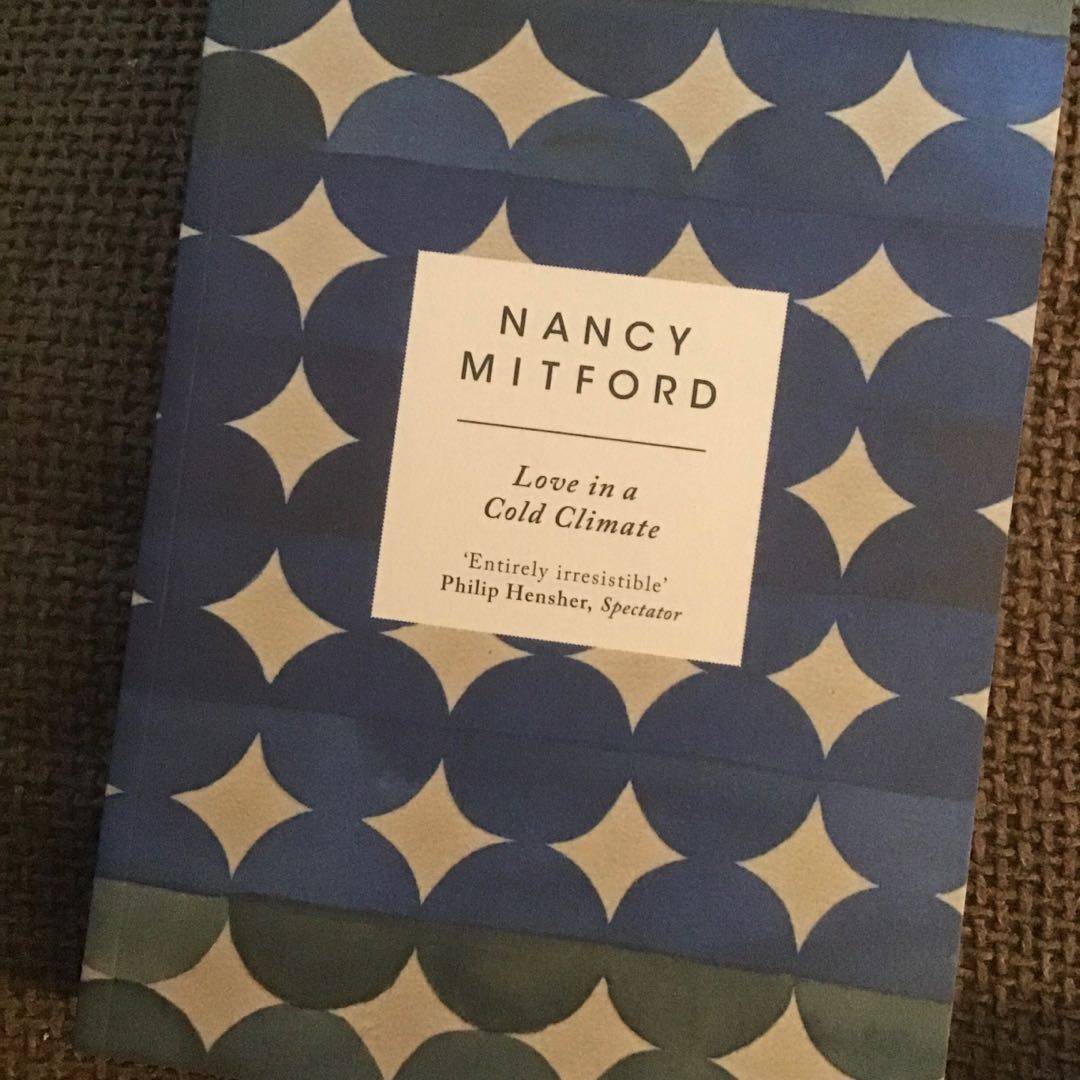 NANCY
MITFORD
Love in a
Cold Climate
‘Entirely irresistible’
Philip Hensher, Spectator